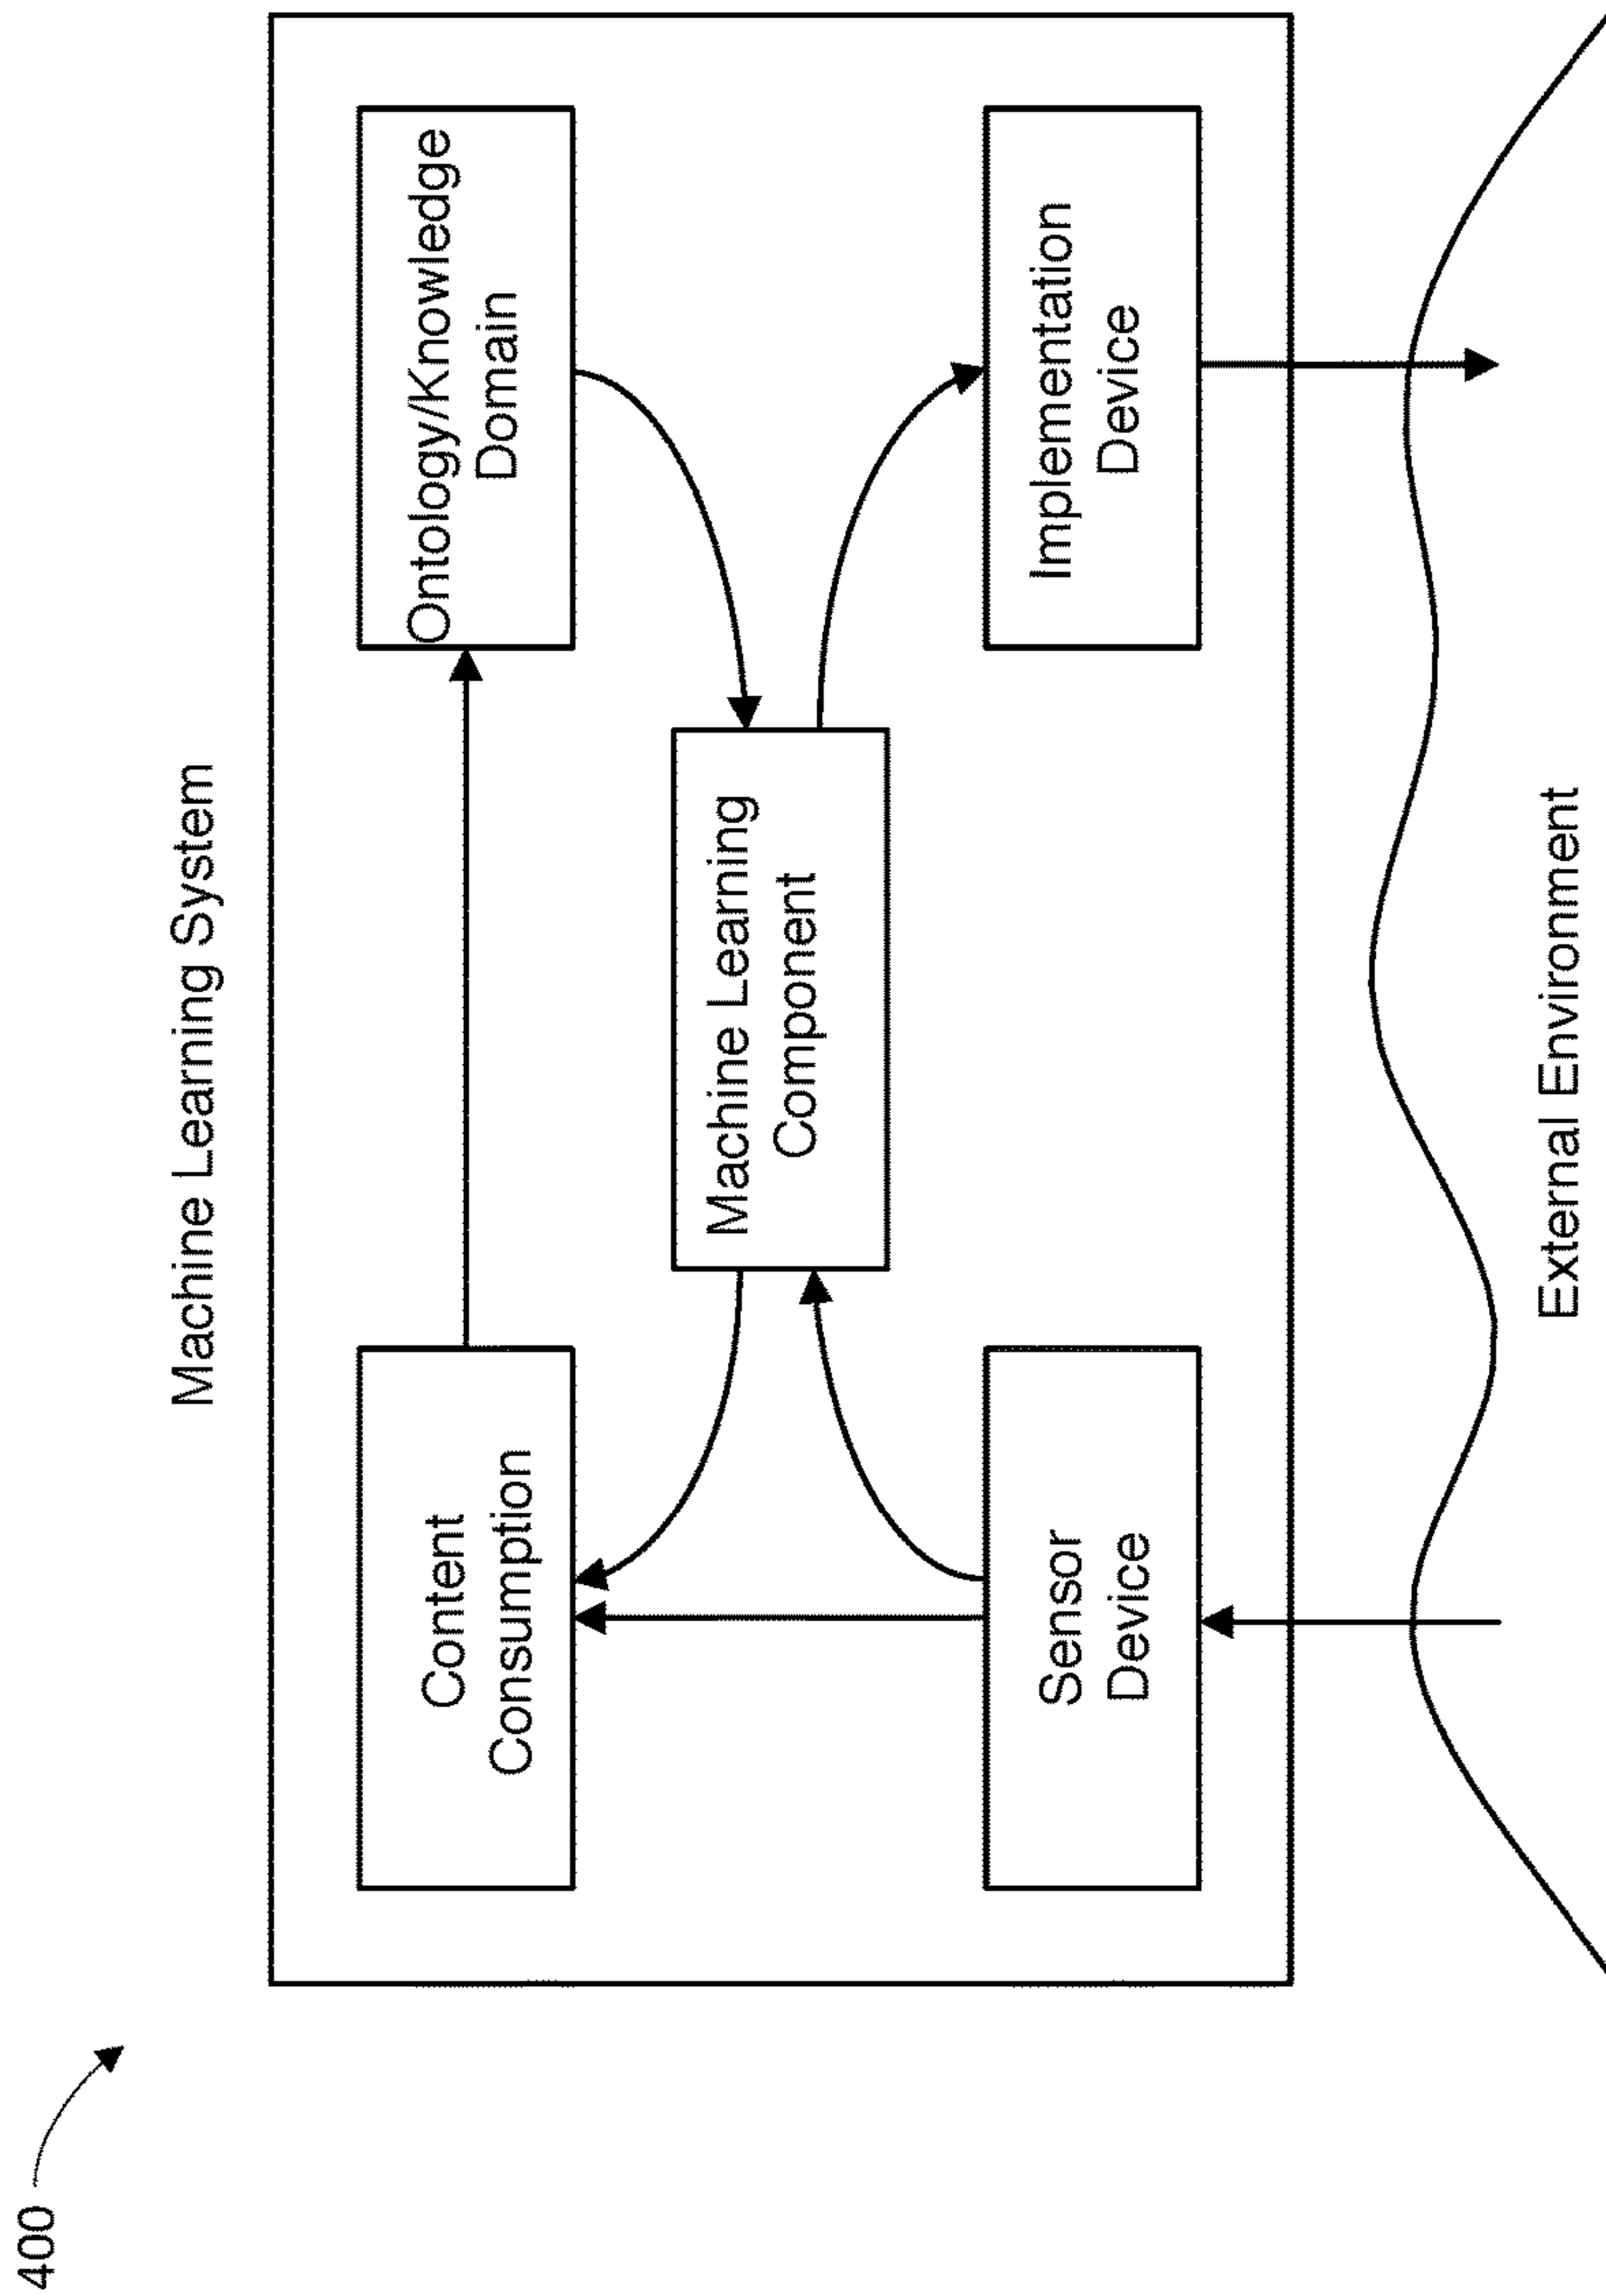 400
Machine Learning System
Content
Consumption
Ontology/Knowledge
Domain
Machine Learning
Component
Sensor
Device
Implementation
Device
External Environment